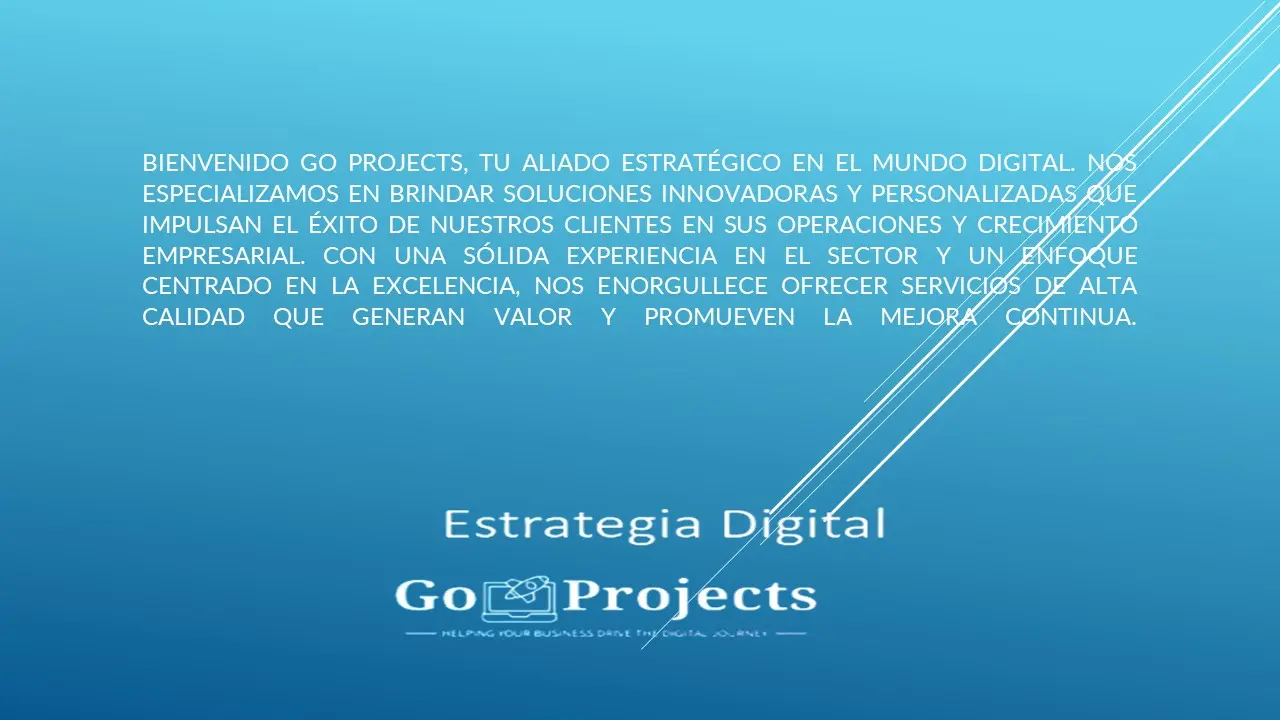 BIENVENIDO GO PROJECTS, TU ALIADO ESTRATÉGICO EN EL MUNDO DIGITAL. NOS
ESPECIALIZAMOS EN BRINDAR SOLUCIONES INNOVADORAS Y PERSONALIZADAS QUE
IMPULSAN EL ÉXITO DE NUESTROS CLIENTES EN SUS OPERACIONES Y CRECIMIENTO
EMPRESARIAL. CON UNA SÓLIDA EXPERIENCIA EN EL SECTOR Y UN ENFOQUE
CENTRADO EN LA EXCELENCIA, NOS ENORGULLECE OFRECER SERVICIOS DE ALTA
CALIDAD QUE GENERAN VALOR Y PROMUEVEN LA MEJORA CONTINUA.
Estrategia Digital
Go Projects
HELPING YOUR BUSINESS DRIVE THE DIGITAL JOURNEY